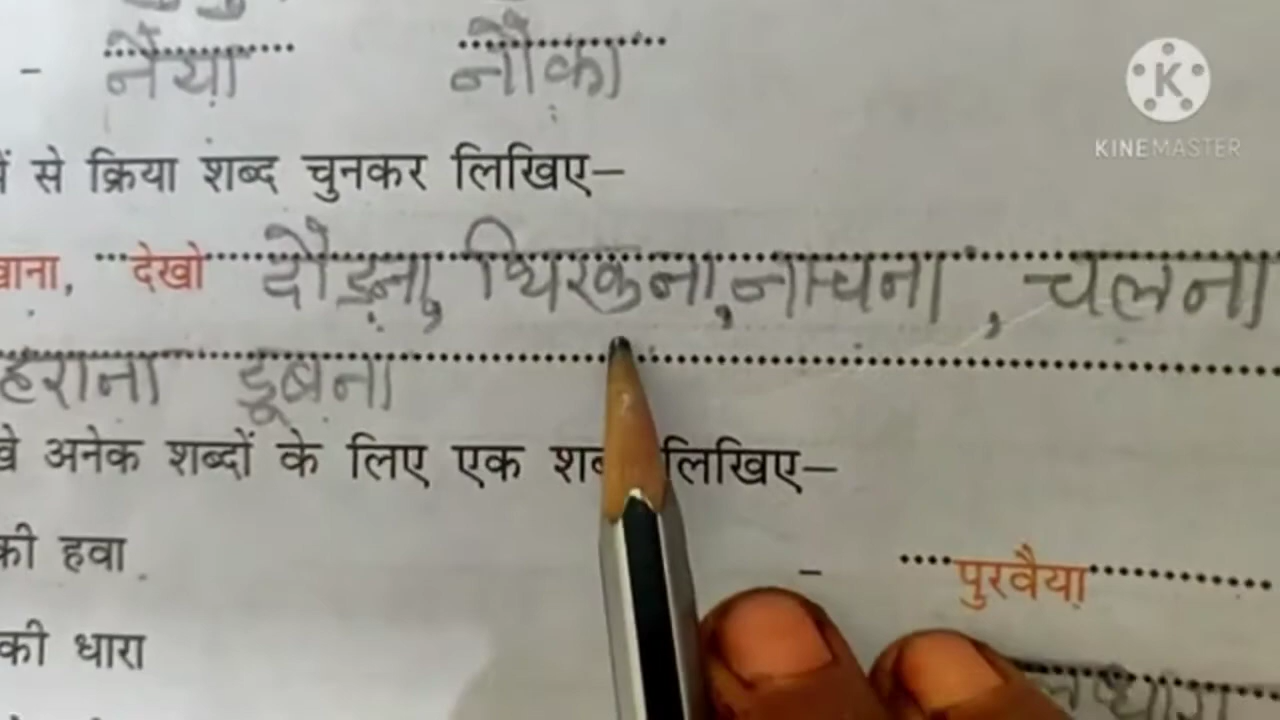 - नैया नौका
K
KINEMASTER
में से क्रिया शब्द चुनकर लिखिए–
खाना, देखो दौड़ना, थिरकना, नाचना, चलना
हराना डूबना
अनेक शब्दों के लिए एक लिखिए–
की हवा - पुरवैया
की धारा